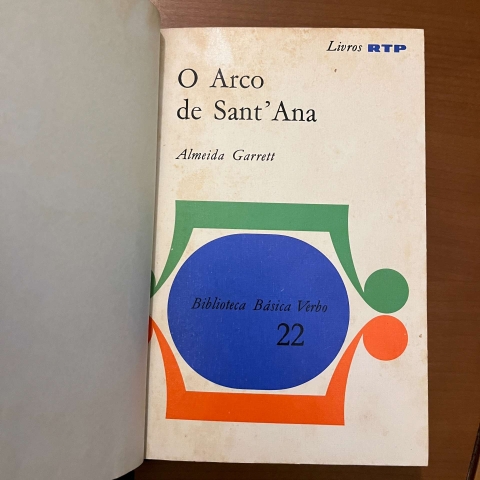 Livros RTP
O Arco
de Sant'Ana
Almeida Garrett
Biblioteca Básica Verbo
22